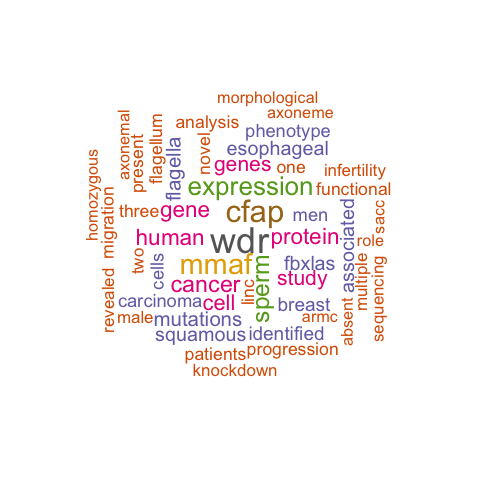 morphological
axoneme
analysis
phenotype
esophageal
novel
flagellum
axonemal
present
flagella
genes
one
infertility
expression
functional
homozygous
migration
three
gene
cfap
men
associated
sacc
human
wdr
protein
role
two
mmaf
sperm
fbxlas
multiple
sequencing
cells
cancer
study
linc
carcinoma
cell
breast
absent
revealed
male
mutations
armc
squamous
identified
patients
progression
knockdown